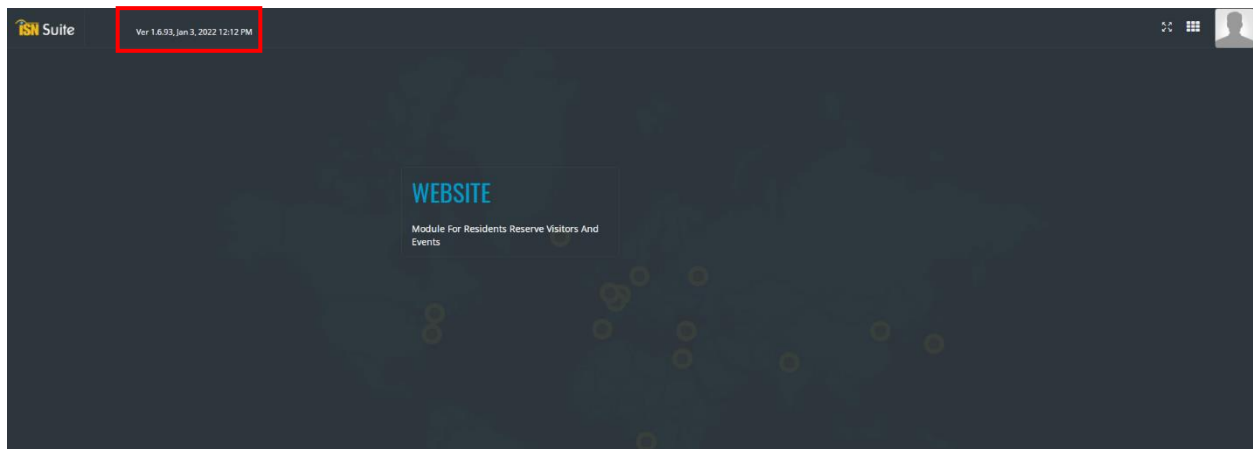 iSN Suite
Ver 1.6.93, Jan 3, 2022 12:12 PM
WEBSITE
Module For Residents Reserve Visitors And
Events